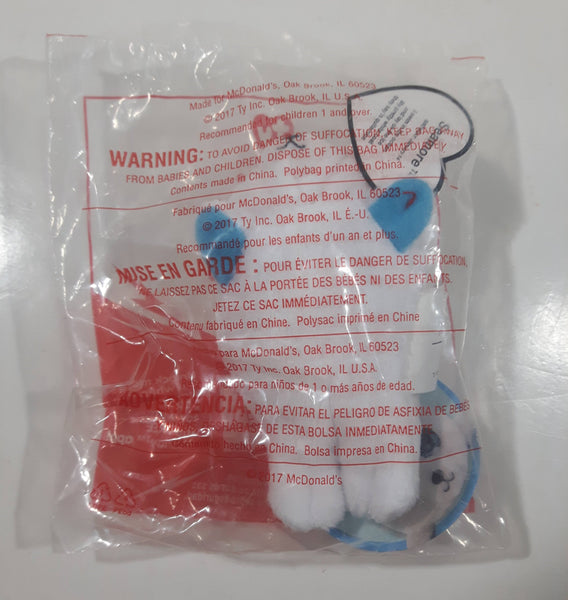 Made for McDonald's, Oak Brook, IL 60523
© 2017 Ty Inc. Oak Brook, IL U.S.A.
Recommended for children 1 and over.
WARNING: TO AVOID DANGER OF SUFFOCATION, KEEP BAG AWAY
FROM BABIES AND CHILDREN. DISPOSE OF THIS BAG IMMEDIATELY.
Contents made in China. Polybag printed in China.
Seamore
Fabriqué pour McDonald's, Oak Brook, IL 60523
© 2017 Ty Inc. Oak Brook, IL É.-U.
Recommandé pour les enfants d'un an et plus.
MISE EN GARDE : POUR ÉVITER LE DANGER DE SUFFOCATION,
NE LAISSEZ PAS CE SAC À LA PORTÉE DES BÉBÉS NI DES ENFANTS.
JETEZ CE SAC IMMÉDIATEMENT.
Contenu fabriqué en Chine. Polysac imprimé en Chine
para McDonald's, Oak Brook, IL 60523
2017 Ty Inc. Oak Brook, IL U.S.A.
para niños de 1 o más años de edad.
ADVERTENCIA: PARA EVITAR EL PELIGRO DE ASFIXIA DE BEBÉS
DESHÁGASE DE ESTA BOLSA INMEDIATAMENTE.
Contenido hecho en China. Bolsa impresa en China.
© 2017 McDonald's